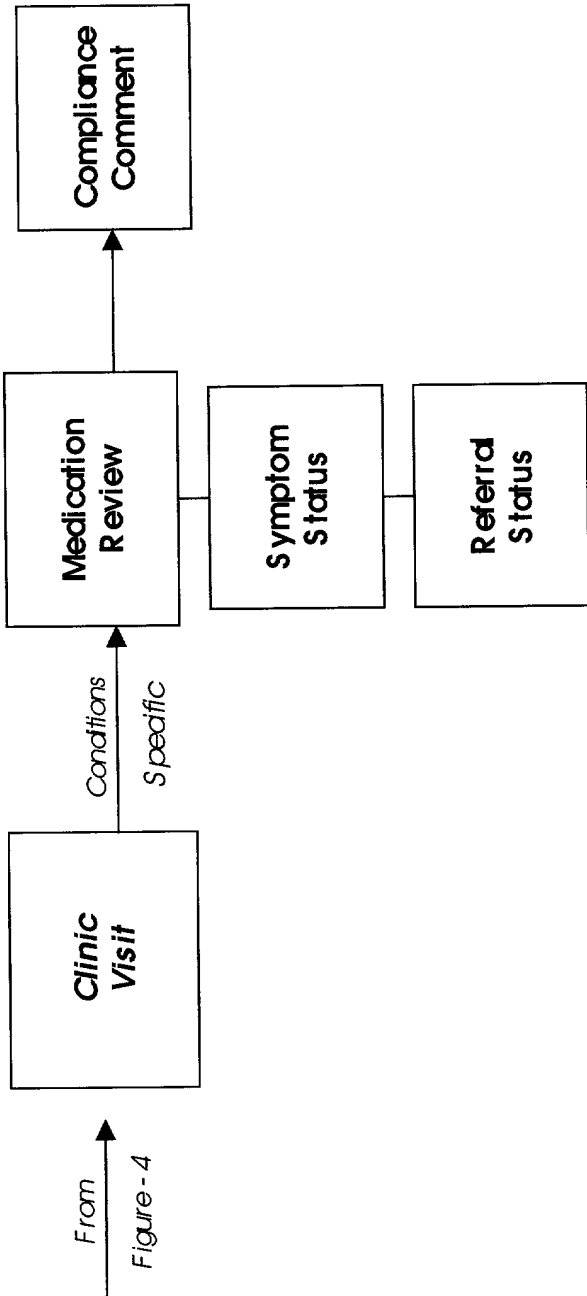 From
Figure-4
Clinic
Visit
Conditions
Specific
Medication
Review
Compliance
Comment
Symptom
Status
Referral
Status